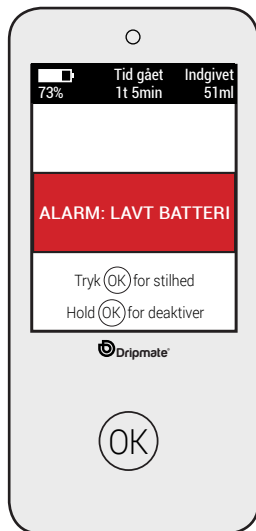 73%
Tid gået
1t 5min
Indgivet
51ml
ALARM: LAVT BATTERI
Tryk OK for stilhed
Hold OK for deaktiver
Dripmate®
OK